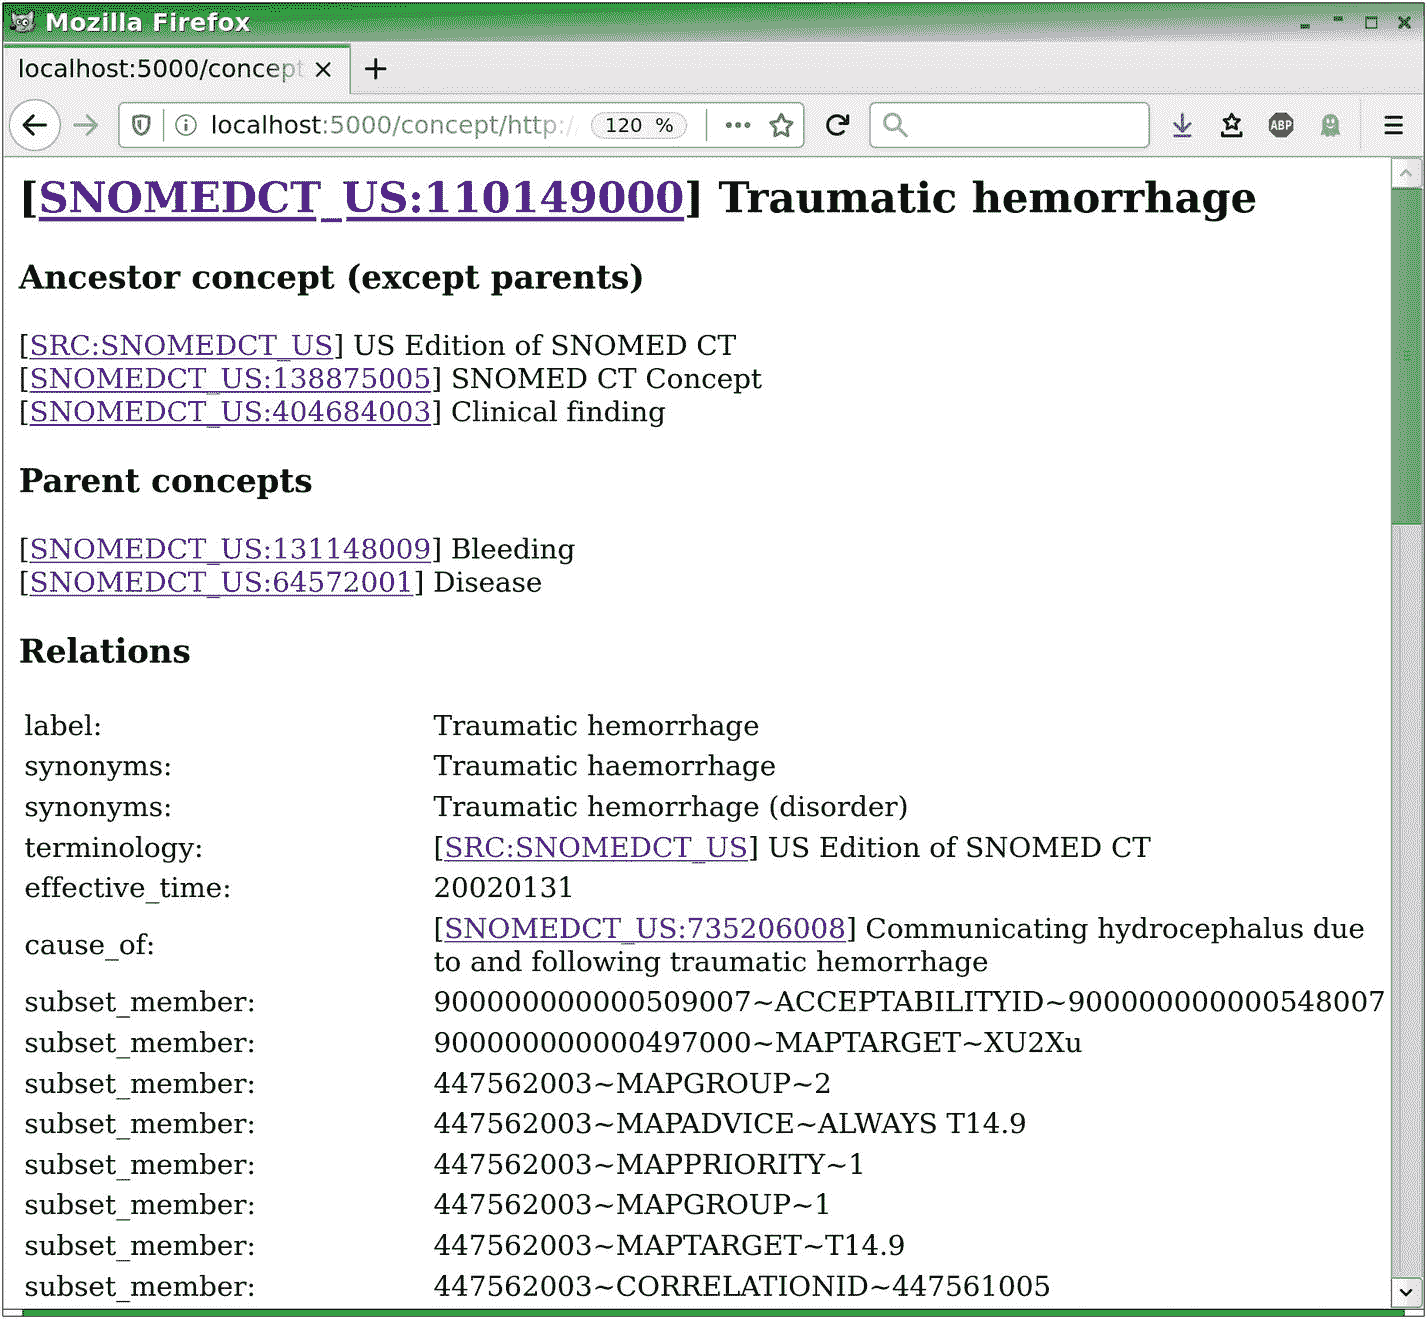 Mozilla Firefox
localhost:5000/concept
localhost:5000/concept/http:/ 120 % ABP
[SNOMEDCT_US:110149000] Traumatic hemorrhage
Ancestor concept (except parents)
[SRC:SNOMEDCT_US] US Edition of SNOMED CT
[SNOMEDCT_US:138875005] SNOMED CT Concept
[SNOMEDCT_US:404684003] Clinical finding
Parent concepts
[SNOMEDCT_US:131148009] Bleeding
[SNOMEDCT_US:64572001] Disease
Relations
label: Traumatic hemorrhage
synonyms: Traumatic haemorrhage
synonyms: Traumatic hemorrhage (disorder)
terminology: [SRC:SNOMEDCT_US] US Edition of SNOMED CT
effective_time: 20020131
cause_of: [SNOMEDCT_US:735206008] Communicating hydrocephalus due
to and following traumatic hemorrhage
subset_member: 900000000000509007~ACCEPTABILITYID~900000000000548007
subset_member: 900000000000497000~MAPTARGET~XU2Xu
subset_member: 447562003~MAPGROUP~2
subset_member: 447562003~MAPADVICE~ALWAYS T14.9
subset_member: 447562003~MAPPRIORITY~1
subset_member: 447562003~MAPGROUP~1
subset_member: 447562003~MAPTARGET~T14.9
subset_member: 447562003~CORRELATIONID~447561005